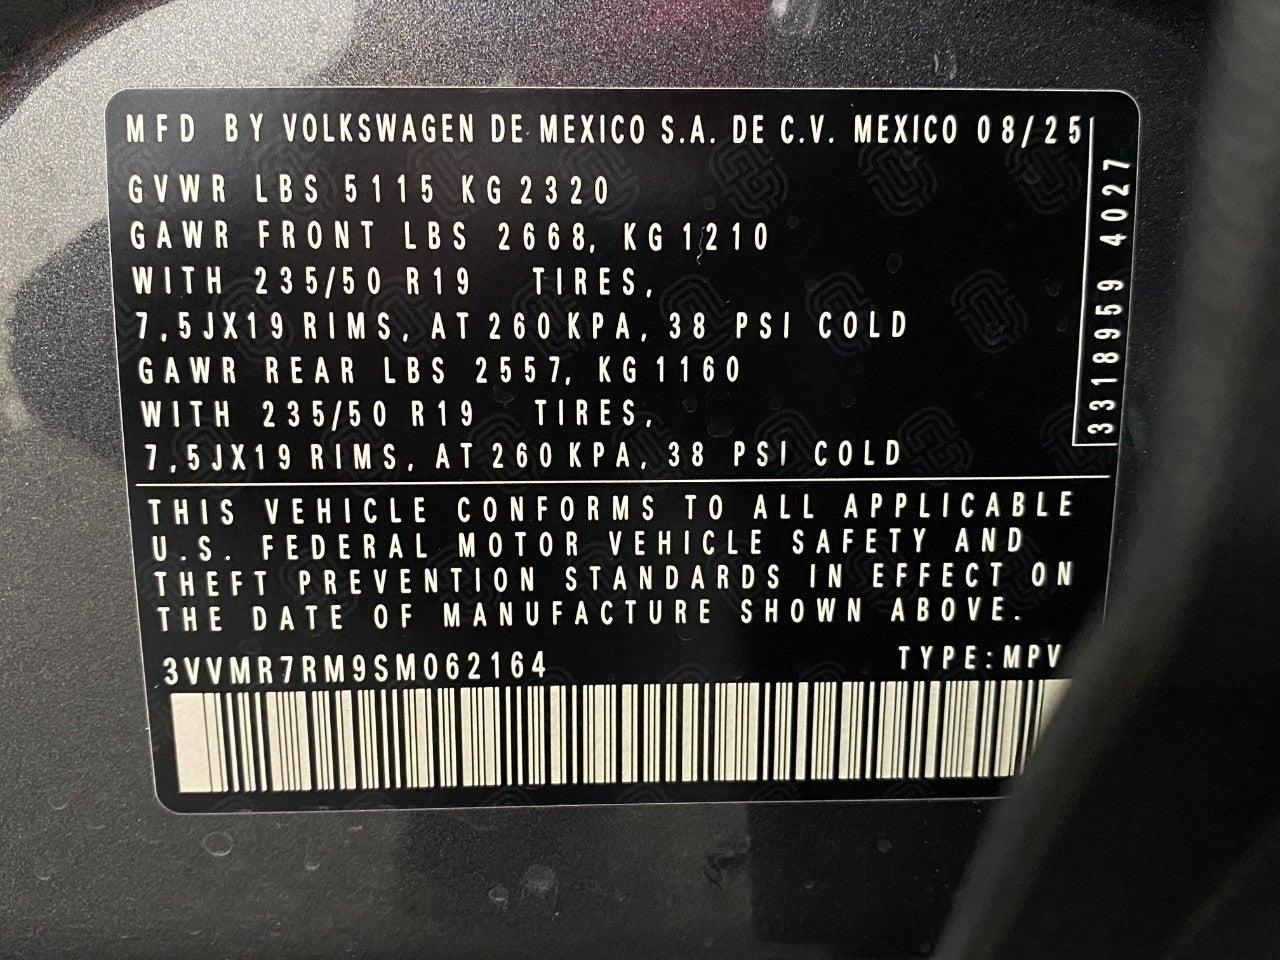 MFD BY VOLKSWAGEN DE MEXICO S.A. DE C.V. MEXICO 08/25
GVWR LBS 5115 KG 2320
GAWR FRONT LBS 2668, KG 1210
WITH 235/50 R19 TIRES,
7,5JX19 RIMS, AT 260 KPA, 38 PSI COLD
GAWR REAR LBS 2557, KG 1160
WITH 235/50 R19 TIRES,
7,5JX19 RIMS, AT 260 KPA, 38 PSI COLD
3318959 4027
THIS VEHICLE CONFORMS TO ALL APPLICABLE
U.S. FEDERAL MOTOR VEHICLE SAFETY AND
THEFT PREVENTION STANDARDS IN EFFECT ON
THE DATE OF MANUFACTURE SHOWN ABOVE.
3VVMR7RM9SM062164 TYPE: MPV